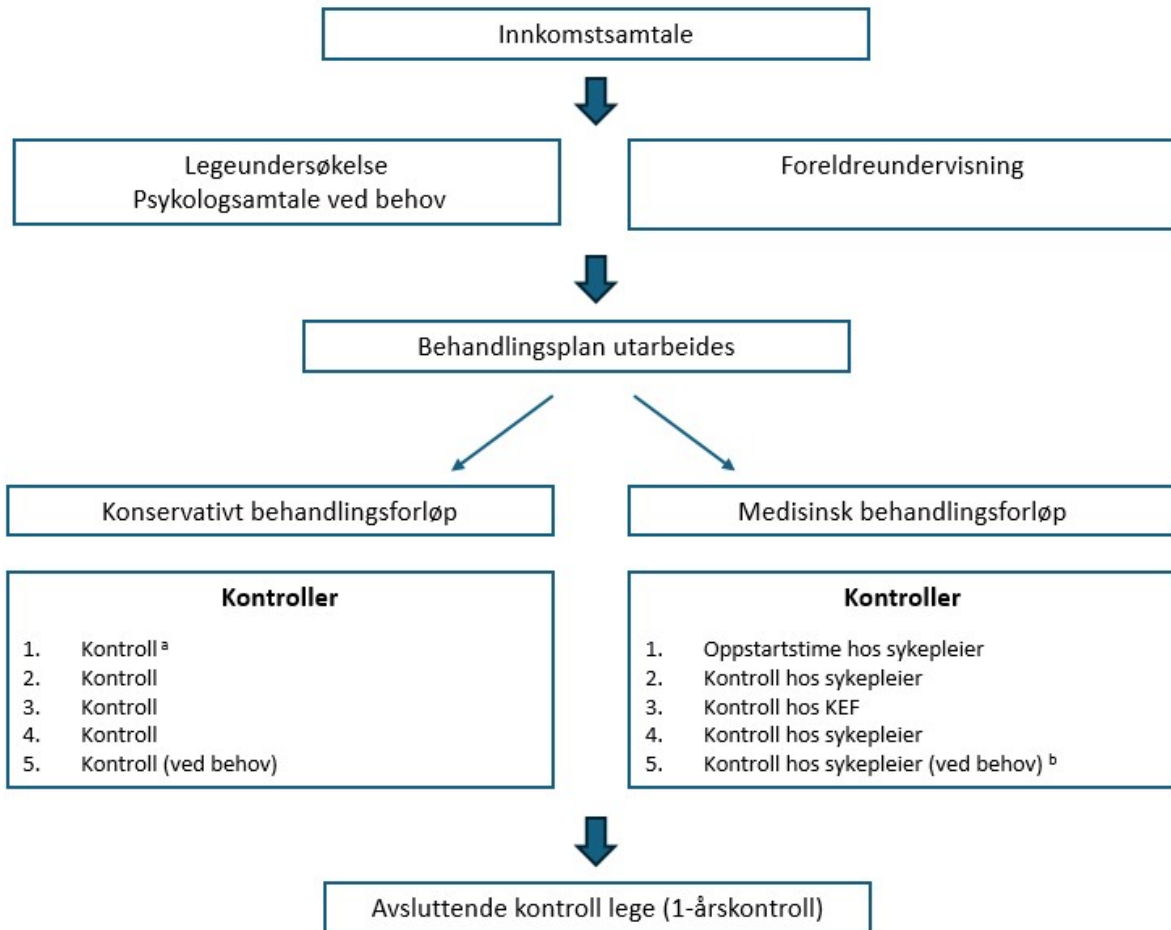 Innkomstsamtale
Legeundersøkelse
Psykologsamtale ved behov
Foreldreundervisning
Behandlingsplan utarbeides
Konservativt behandlingsforløp
Medisinsk behandlingsforløp
Kontroller
1. Kontroll ᵃ
2. Kontroll
3. Kontroll
4. Kontroll
5. Kontroll (ved behov)
Kontroller
1. Oppstartstime hos sykepleier
2. Kontroll hos sykepleier
3. Kontroll hos KEF
4. Kontroll hos sykepleier
5. Kontroll hos sykepleier (ved behov) ᵇ
Avsluttende kontroll lege (1-årskontroll)